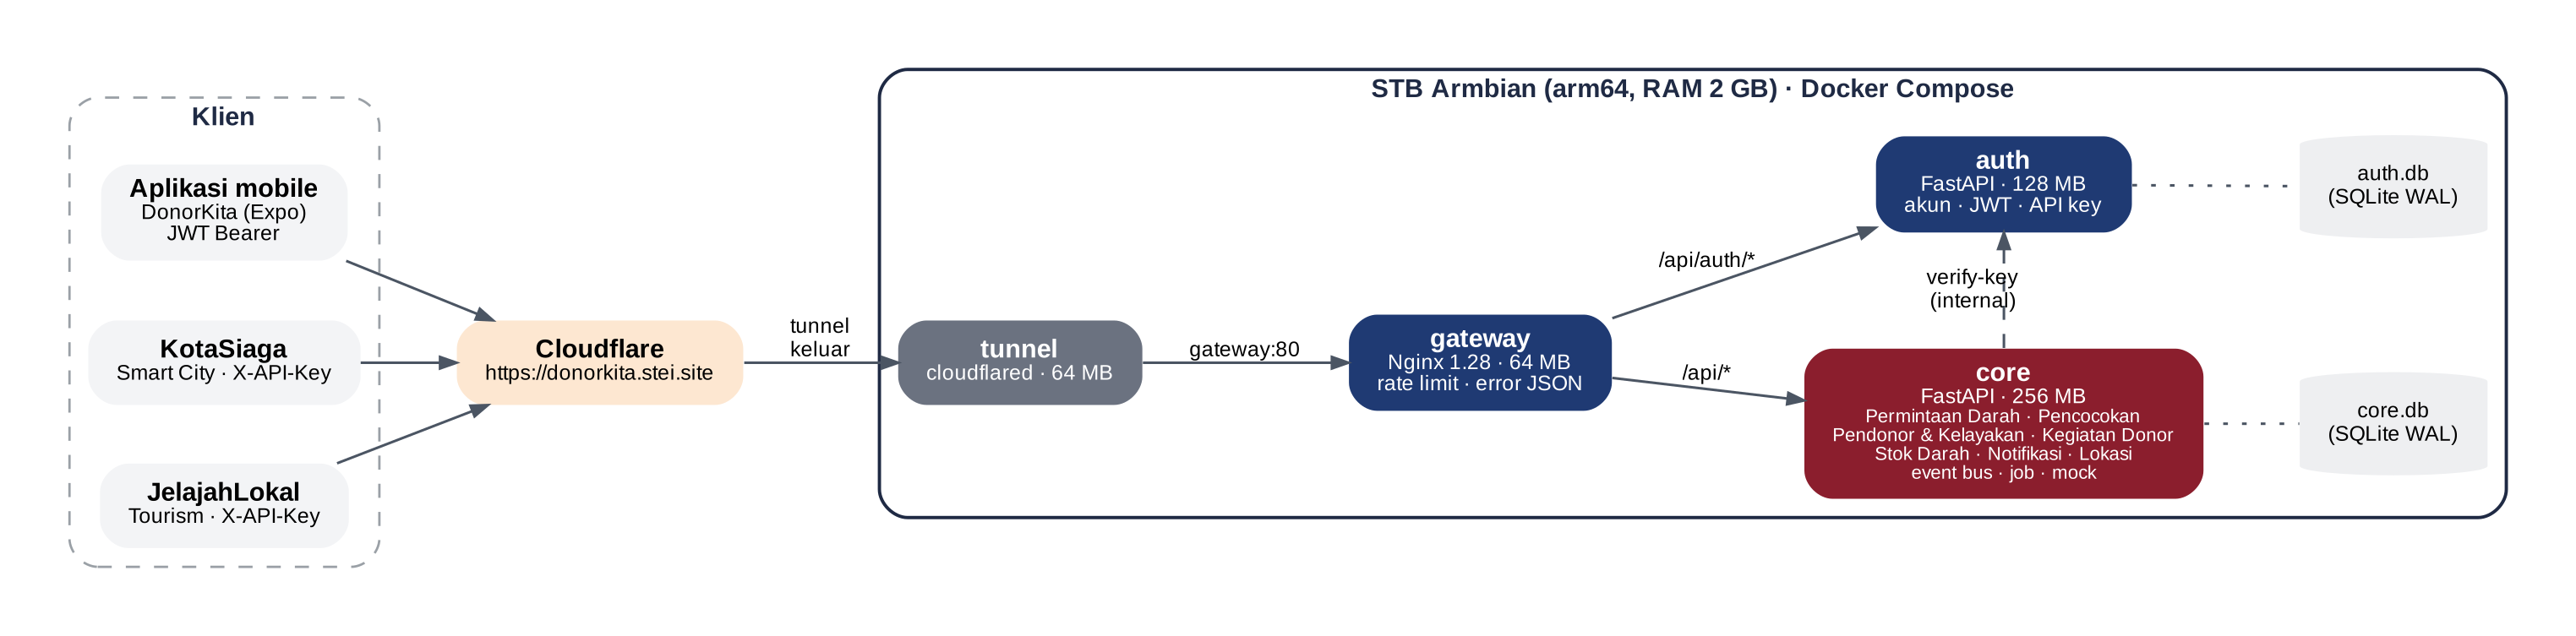 Klien
Aplikasi mobile
DonorKita (Expo)
JWT Bearer
KotaSiaga
Smart City · X-API-Key
JelajahLokal
Tourism · X-API-Key
Cloudflare
https://donorkita.stei.site
tunnel
keluar
STB Armbian (arm64, RAM 2 GB) · Docker Compose
tunnel
cloudflared · 64 MB
gateway:80
gateway
Nginx 1.28 · 64 MB
rate limit · error JSON
/api/auth/*
/api/*
auth
FastAPI · 128 MB
akun · JWT · API key
verify-key
(internal)
core
FastAPI · 256 MB
Permintaan Darah · Pencocokan
Pendonor & Kelayakan · Kegiatan Donor
Stok Darah · Notifikasi · Lokasi
event bus · job · mock
auth.db
(SQLite WAL)
core.db
(SQLite WAL)